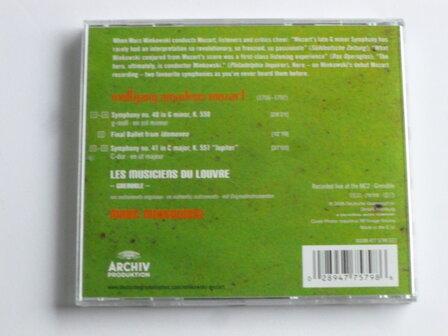 When Marc Minkowski conducts Mozart, listeners and critics cheer. "Mozart's late G minor Symphony has
rarely had an interpretation so revolutionary, so frenzied, so passionate" (Süddeutsche Zeitung); "What
Minkowski conjured from Mozart's score was a first-class listening experience" (Das Opernglas); "The
hero, ultimately, is conductor Minkowski." (Philadelphia Inquirer). Here – on Minkowski's debut Mozart
recording – two favourite symphonies as you've never heard them before.
wolfgang amadeus mozart
(1756–1791)
Symphony no. 40 in G minor, K. 550
g-moll · en sol mineur
Final Ballet from Idomeneo
Symphony no. 41 in C major, K. 551 "Jupiter"
C-dur · en ut majeur
LES MUSICIENS DU LOUVRE
– GRENOBLE –
marc minkowski
Recorded live at the MC2: Grenoble
Made in the E.U.
ARCHIV
PRODUKTION
0 28947 75798 6